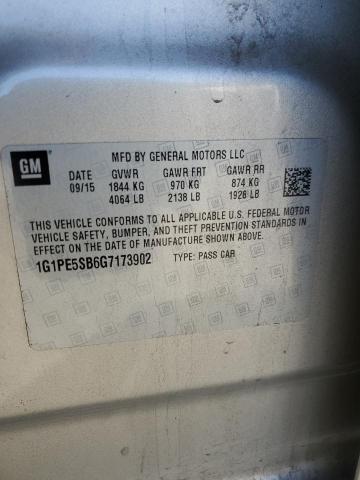 GM
MFD BY GENERAL MOTORS LLC
DATE GVWR GAWR FRT GAWR RR
09/15 1844 KG 970 KG 874 KG
4064 LB 2138 LB 1926 LB
THIS VEHICLE CONFORMS TO ALL APPLICABLE U.S. FEDERAL MOTOR
VEHICLE SAFETY, BUMPER, AND THEFT PREVENTION STANDARDS IN
EFFECT ON THE DATE OF MANUFACTURE SHOWN ABOVE.
1G1PE5SB6G7173902 TYPE: PASS CAR